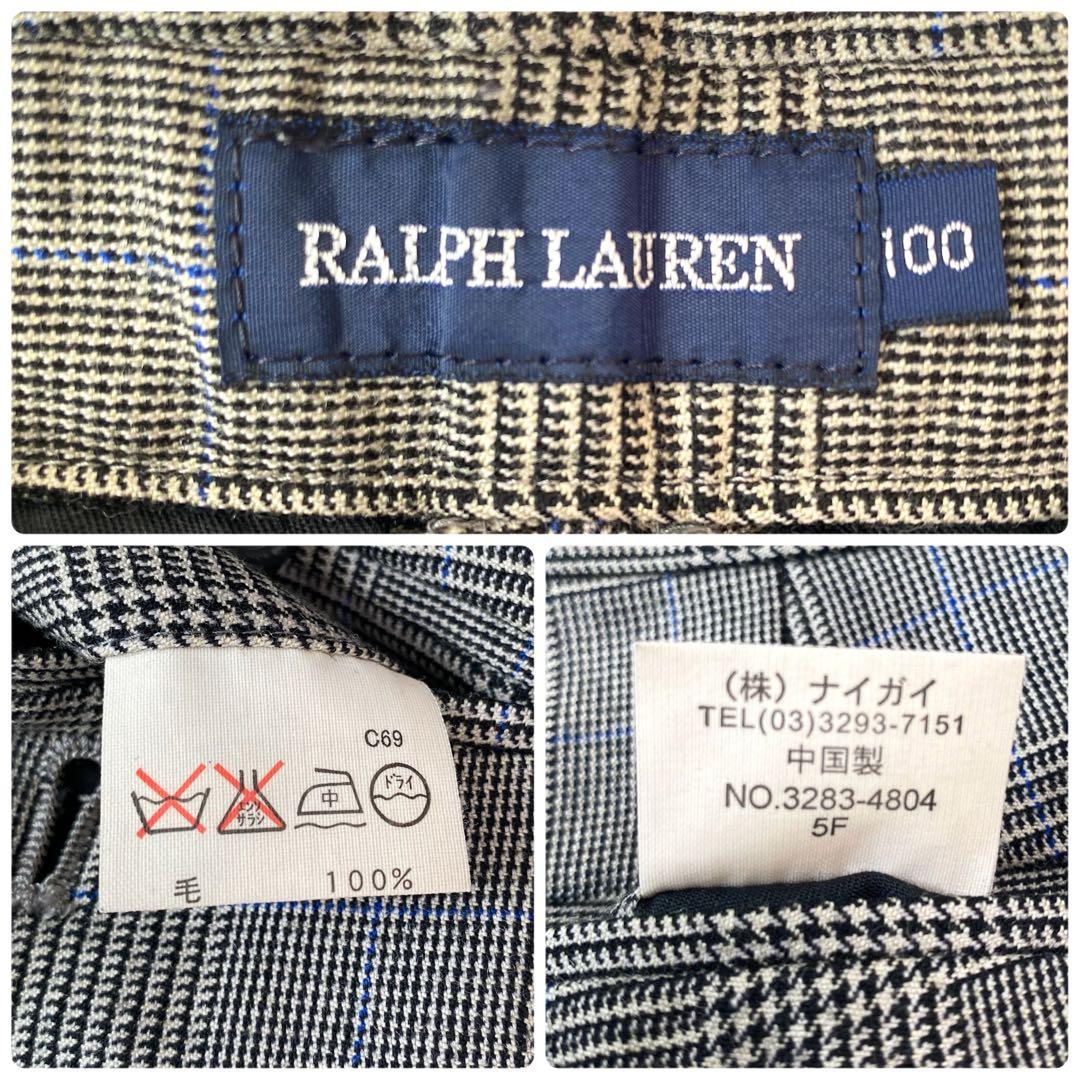 RALPH LAUREN
100
C69
エンソ
サラシ
中
ドライ
毛 100%
(株) ナイガイ
TEL(03)3293-7151
中国製
NO.3283-4804
5F